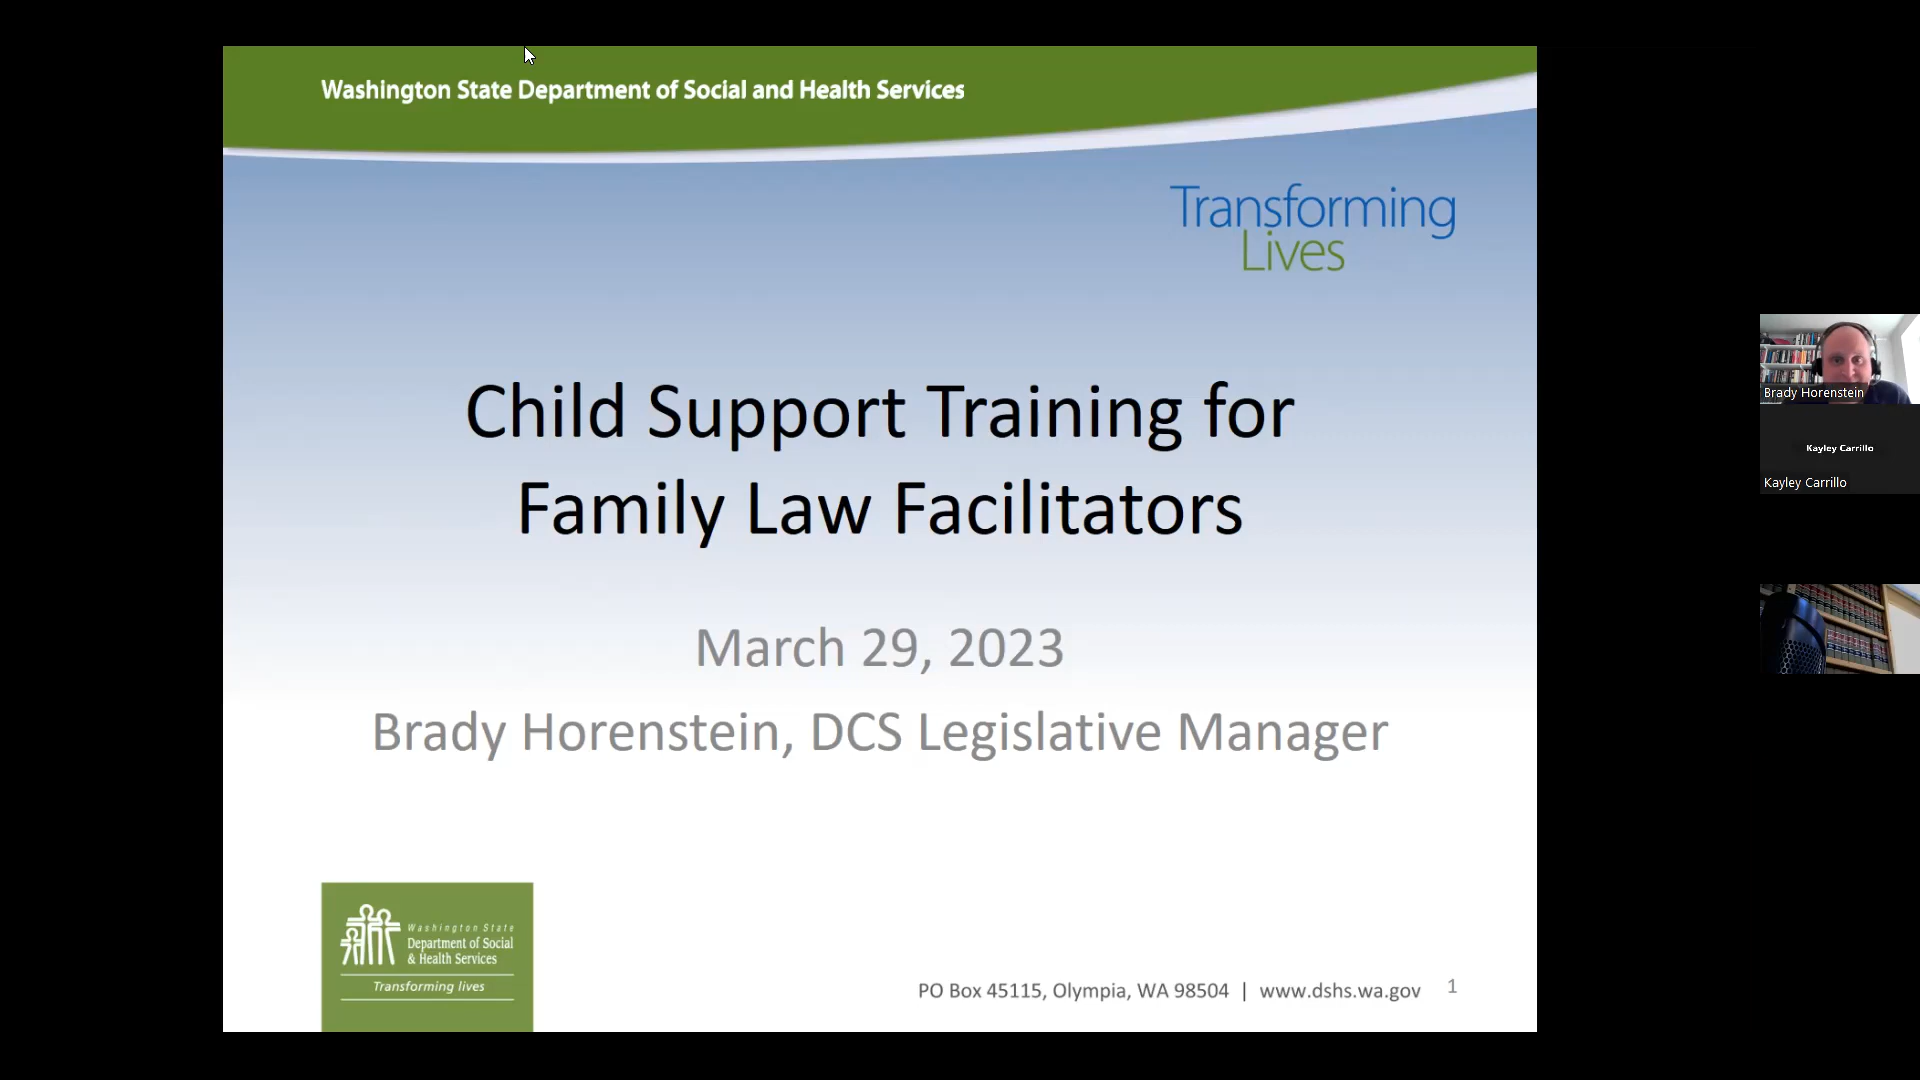 Washington State Department of Social and Health Services
Transforming
Lives
Child Support Training for
Family Law Facilitators
March 29, 2023
Brady Horenstein, DCS Legislative Manager
Washington State
Department of Social
& Health Services
Transforming lives
PO Box 45115, Olympia, WA 98504 | www.dshs.wa.gov 1
Brady Horenstein
Kayley Carrillo
Kayley Carrillo